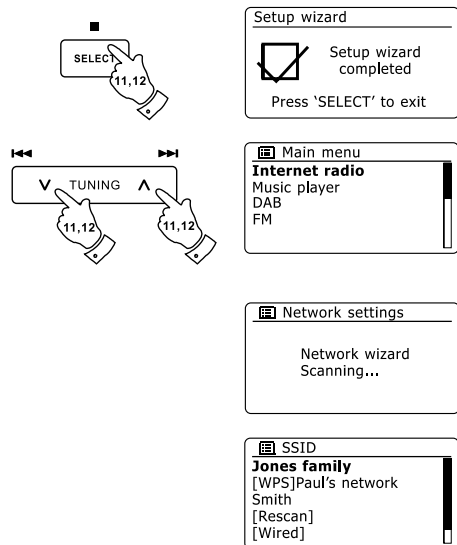 SELECT
11,12
Setup wizard
Setup wizard
completed
Press ‘SELECT’ to exit
TUNING
11,12
11,12
Main menu
Internet radio
Music player
DAB
FM
Network settings
Network wizard
Scanning...
SSID
Jones family
[WPS]Paul’s network
Smith
[Rescan]
[Wired]